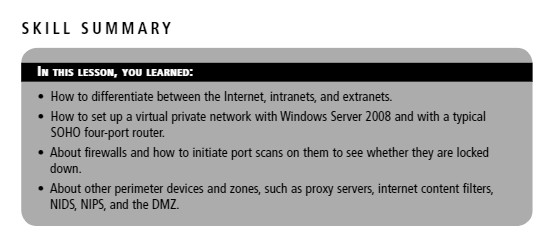 SKILL SUMMARY
IN THIS LESSON, YOU LEARNED:
• How to differentiate between the Internet, intranets, and extranets.
• How to set up a virtual private network with Windows Server 2008 and with a typical
SOHO four-port router.
• About firewalls and how to initiate port scans on them to see whether they are locked
down.
• About other perimeter devices and zones, such as proxy servers, internet content filters,
NIDS, NIPS, and the DMZ.